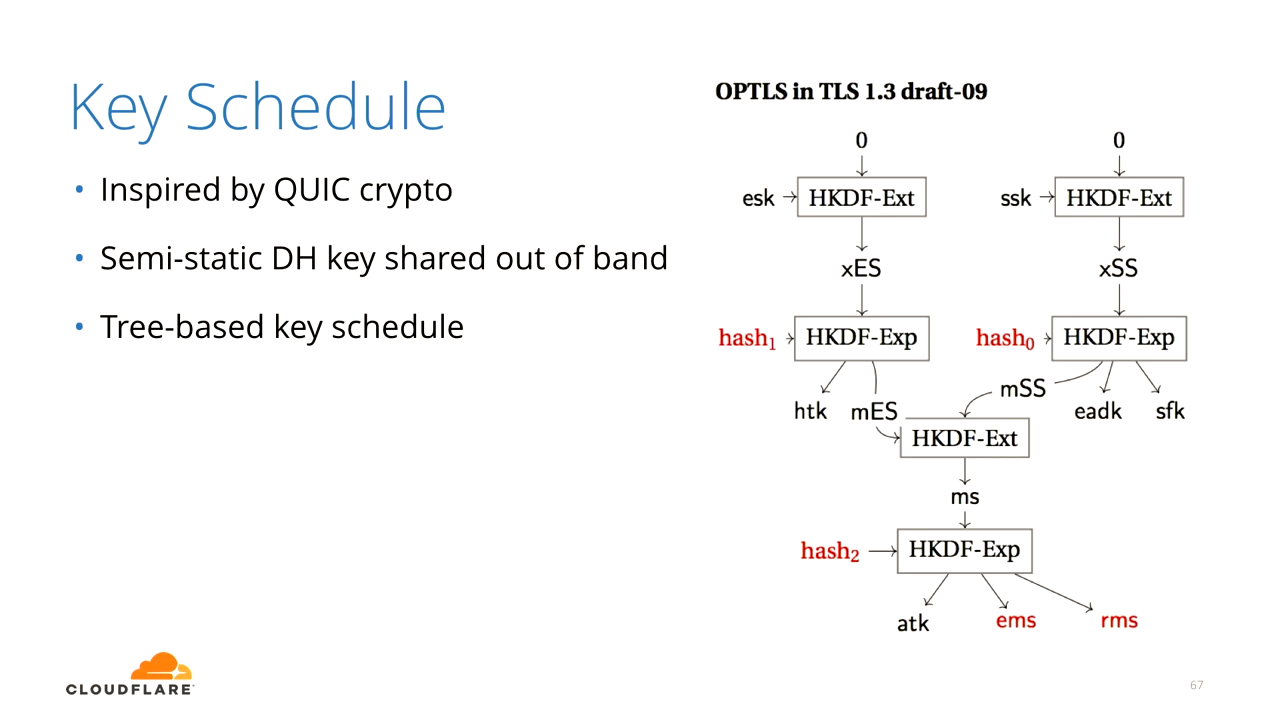 Key Schedule
• Inspired by QUIC crypto
• Semi-static DH key shared out of band
• Tree-based key schedule
OPTLS in TLS 1.3 draft-09
0 0
esk HKDF-Ext ssk HKDF-Ext
xES xSS
hash₁ HKDF-Exp hash₀ HKDF-Exp
mSS
htk mES eadk sfk
HKDF-Ext
ms
hash₂ HKDF-Exp
atk ems rms
CLOUDFLARE
67